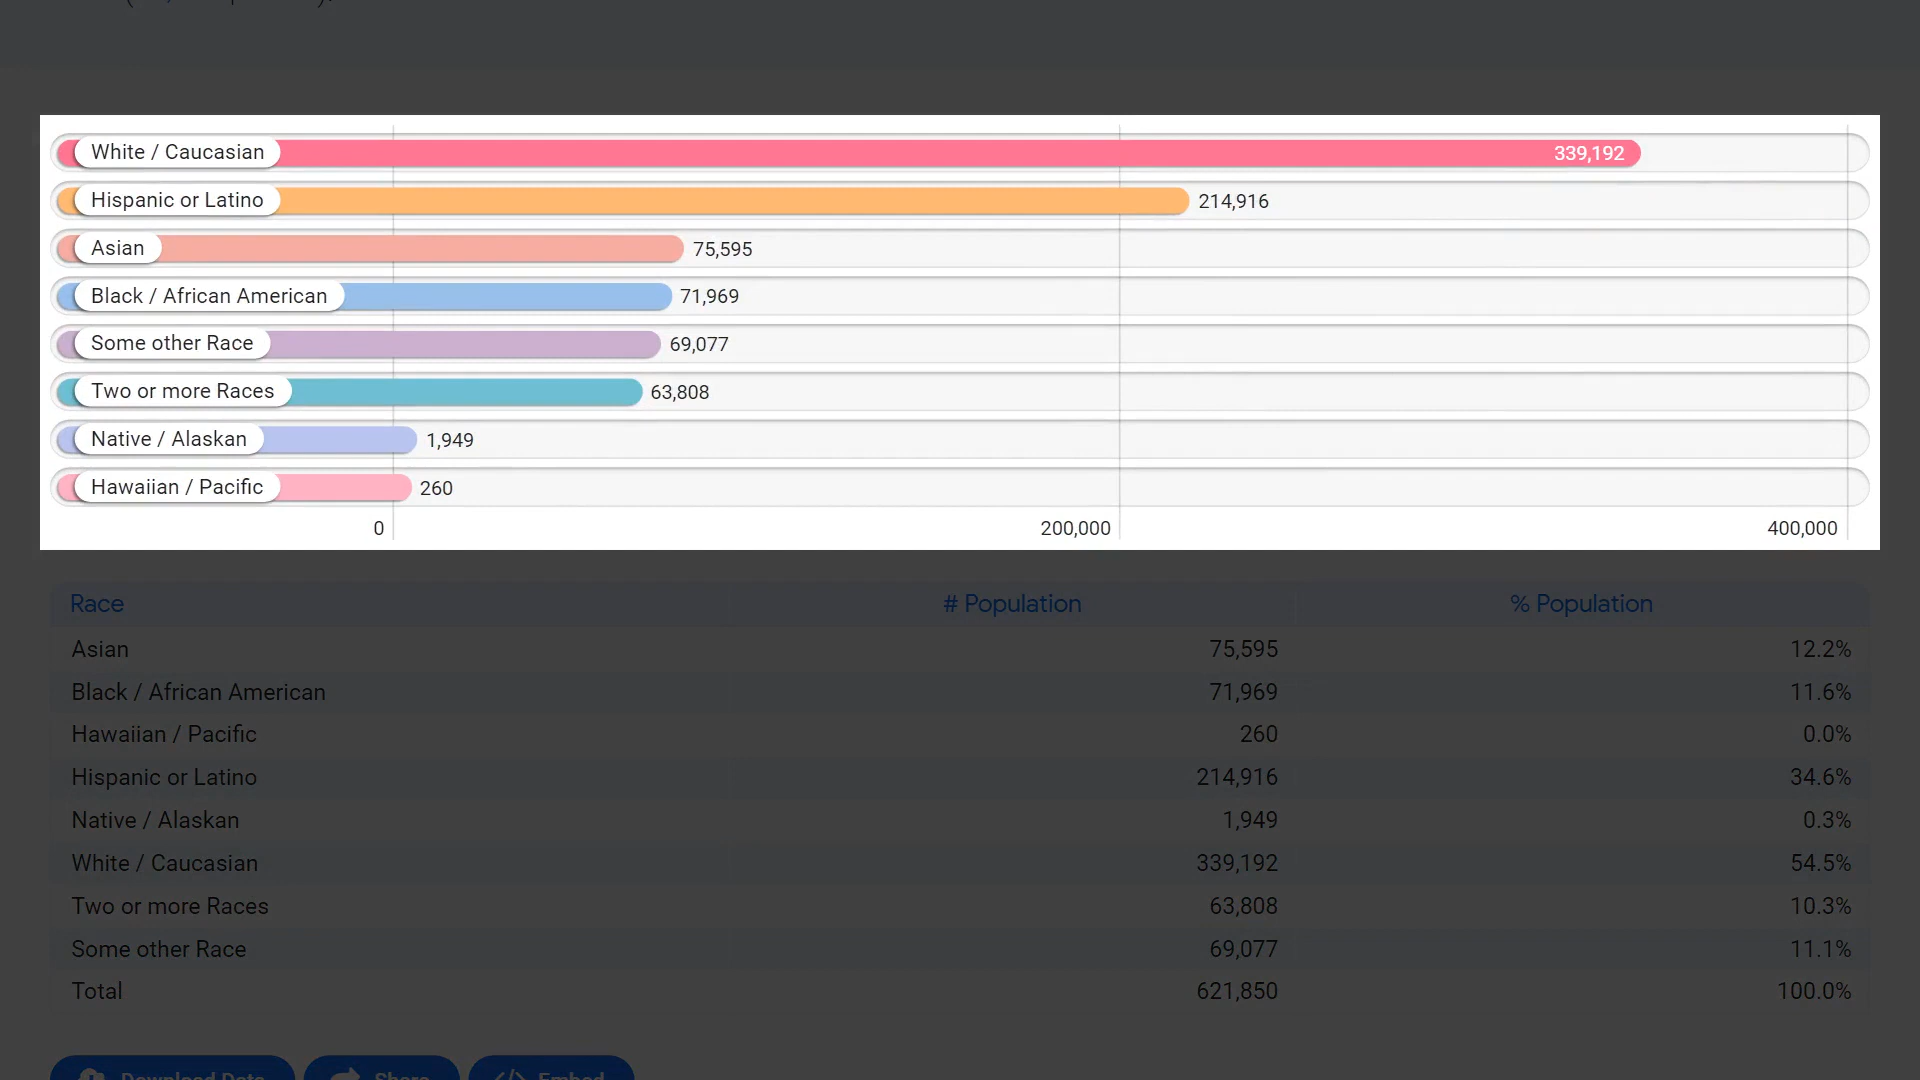 White / Caucasian 339,192
Hispanic or Latino 214,916
Asian 75,595
Black / African American 71,969
Some other Race 69,077
Two or more Races 63,808
Native / Alaskan 1,949
Hawaiian / Pacific 260
0 200,000 400,000
Race # Population % Population
Asian 75,595 12.2%
Black / African American 71,969 11.6%
Hawaiian / Pacific 260 0.0%
Hispanic or Latino 214,916 34.6%
Native / Alaskan 1,949 0.3%
White / Caucasian 339,192 54.5%
Two or more Races 63,808 10.3%
Some other Race 69,077 11.1%
Total 621,850 100.0%
Download Data Share </> Embed